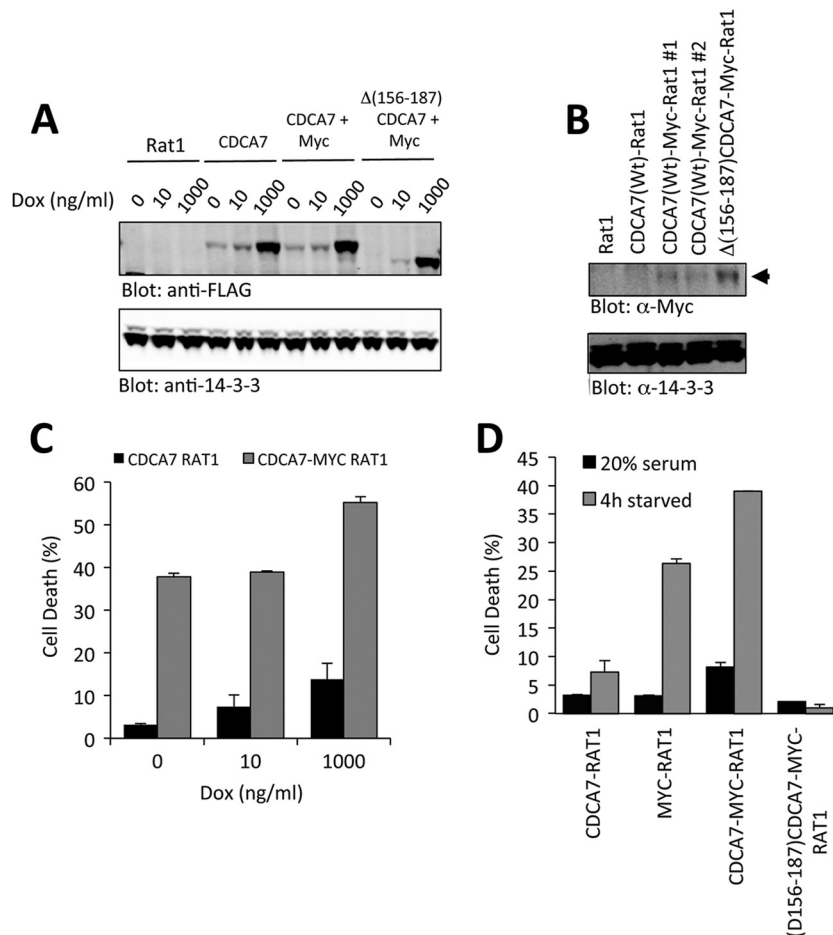 A
Rat1
CDCA7
CDCA7 +
Myc
Δ(156-187)
CDCA7 +
Myc
Dox (ng/ml)
0 10 1000 0 10 1000 0 10 1000 0 10 1000
Blot: anti-FLAG
Blot: anti-14-3-3
B
Rat1
CDCA7(Wt)-Rat1
CDCA7(Wt)-Myc-Rat1 #1
CDCA7(Wt)-Myc-Rat1 #2
Δ(156-187)CDCA7-Myc-Rat1
Blot: α-Myc
Blot: α-14-3-3
C
CDCA7 RAT1
CDCA7-MYC RAT1
Cell Death (%)
60
50
40
30
20
10
0
0 10 1000
Dox (ng/ml)
D
20% serum
4h starved
Cell Death (%)
45
40
35
30
25
20
15
10
5
0
CDCA7-RAT1
MYC-RAT1
CDCA7-MYC-RAT1
(D156-187)CDCA7-MYC-
RAT1